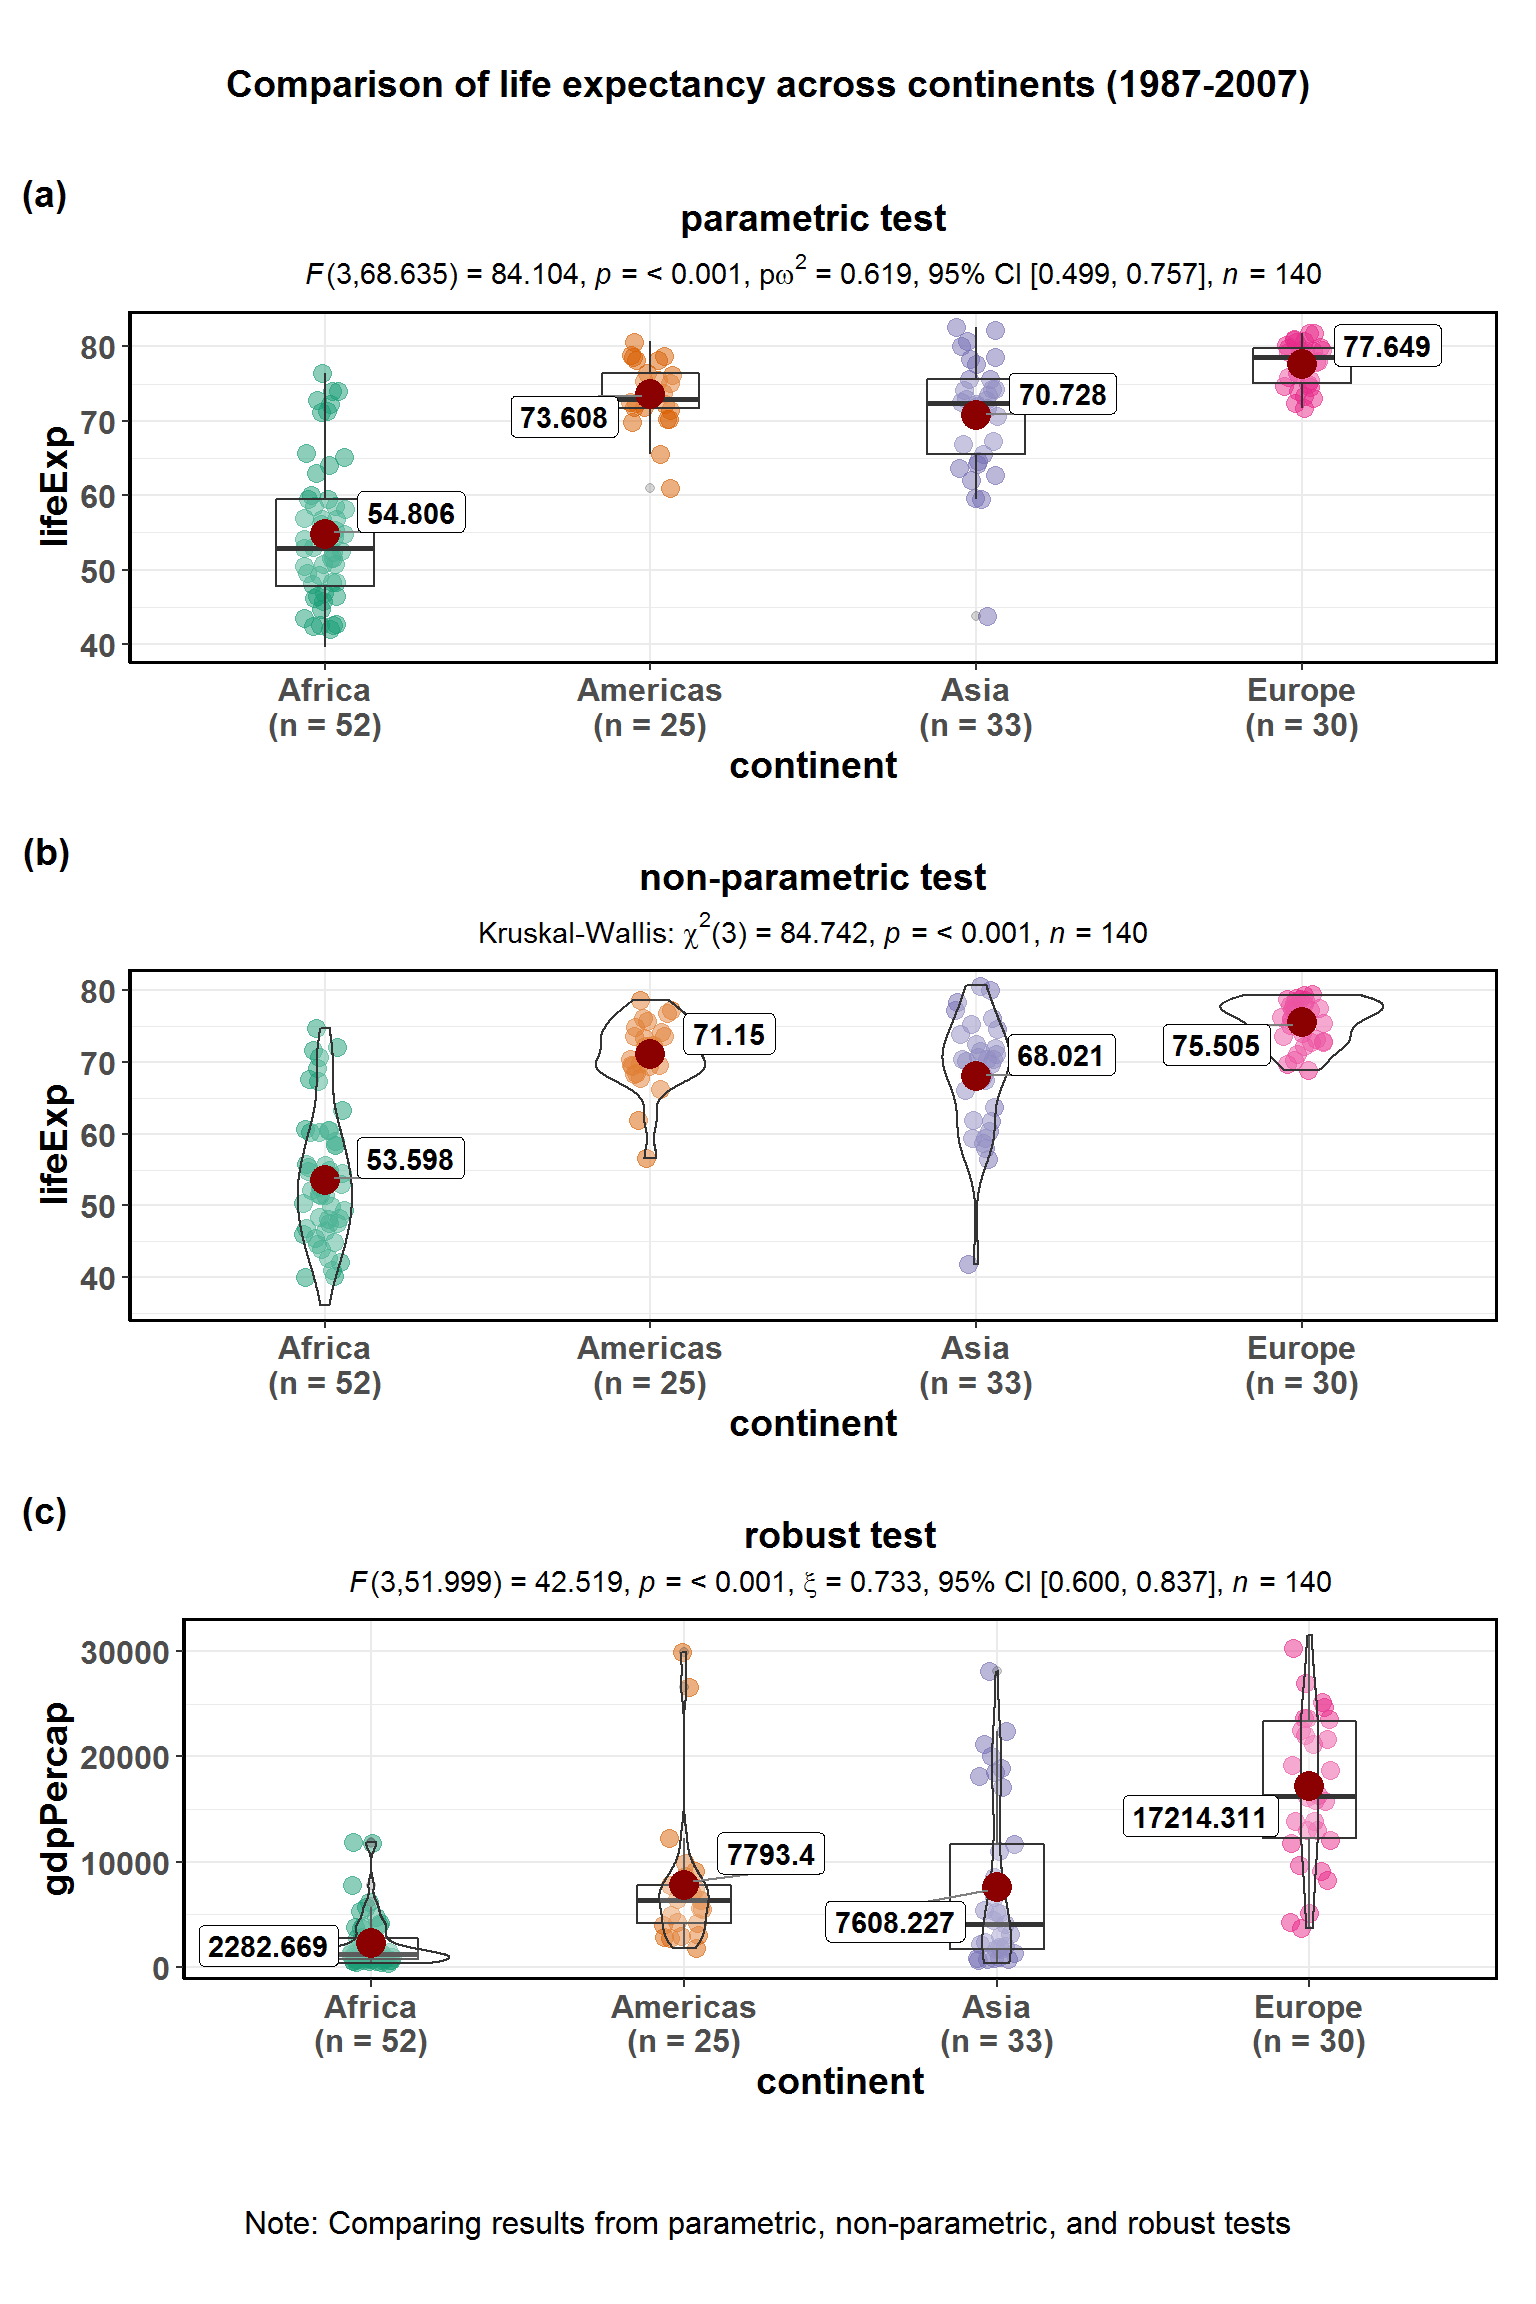 Comparison of life expectancy across continents (1987-2007)
(a)
parametric test
F(3,68.635) = 84.104, p = < 0.001, pω² = 0.619, 95% CI [0.499, 0.757], n = 140
lifeExp
80
70
60
50
40
54.806
73.608
70.728
77.649
Africa
(n = 52)
Americas
(n = 25)
Asia
(n = 33)
Europe
(n = 30)
continent
(b)
non-parametric test
Kruskal-Wallis: χ²(3) = 84.742, p = < 0.001, n = 140
lifeExp
80
70
60
50
40
53.598
71.15
68.021
75.505
Africa
(n = 52)
Americas
(n = 25)
Asia
(n = 33)
Europe
(n = 30)
continent
(c)
robust test
F(3,51.999) = 42.519, p = < 0.001, ξ = 0.733, 95% CI [0.600, 0.837], n = 140
gdpPercap
30000
20000
10000
0
2282.669
7793.4
7608.227
17214.311
Africa
(n = 52)
Americas
(n = 25)
Asia
(n = 33)
Europe
(n = 30)
continent
Note: Comparing results from parametric, non-parametric, and robust tests